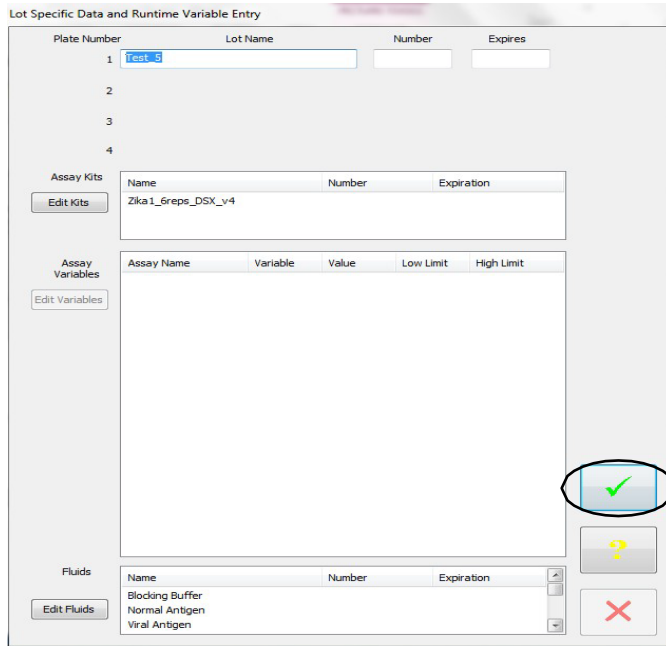 Lot Specific Data and Runtime Variable Entry
Plate Number Lot Name Number Expires
1 Test_5
2
3
4
Assay Kits
Edit Kits
Name Number Expiration
Zika1_6reps_DSX_v4
Assay Variables
Edit Variables
Assay Name Variable Value Low Limit High Limit
?
Fluids
Edit Fluids
Name Number Expiration
Blocking Buffer
Normal Antigen
Viral Antigen